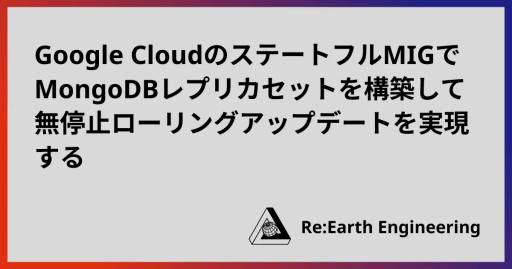 Google CloudのステートフルMIGで
MongoDBレプリカセットを構築して
無停止ローリングアップデートを実現
する
Re:Earth Engineering